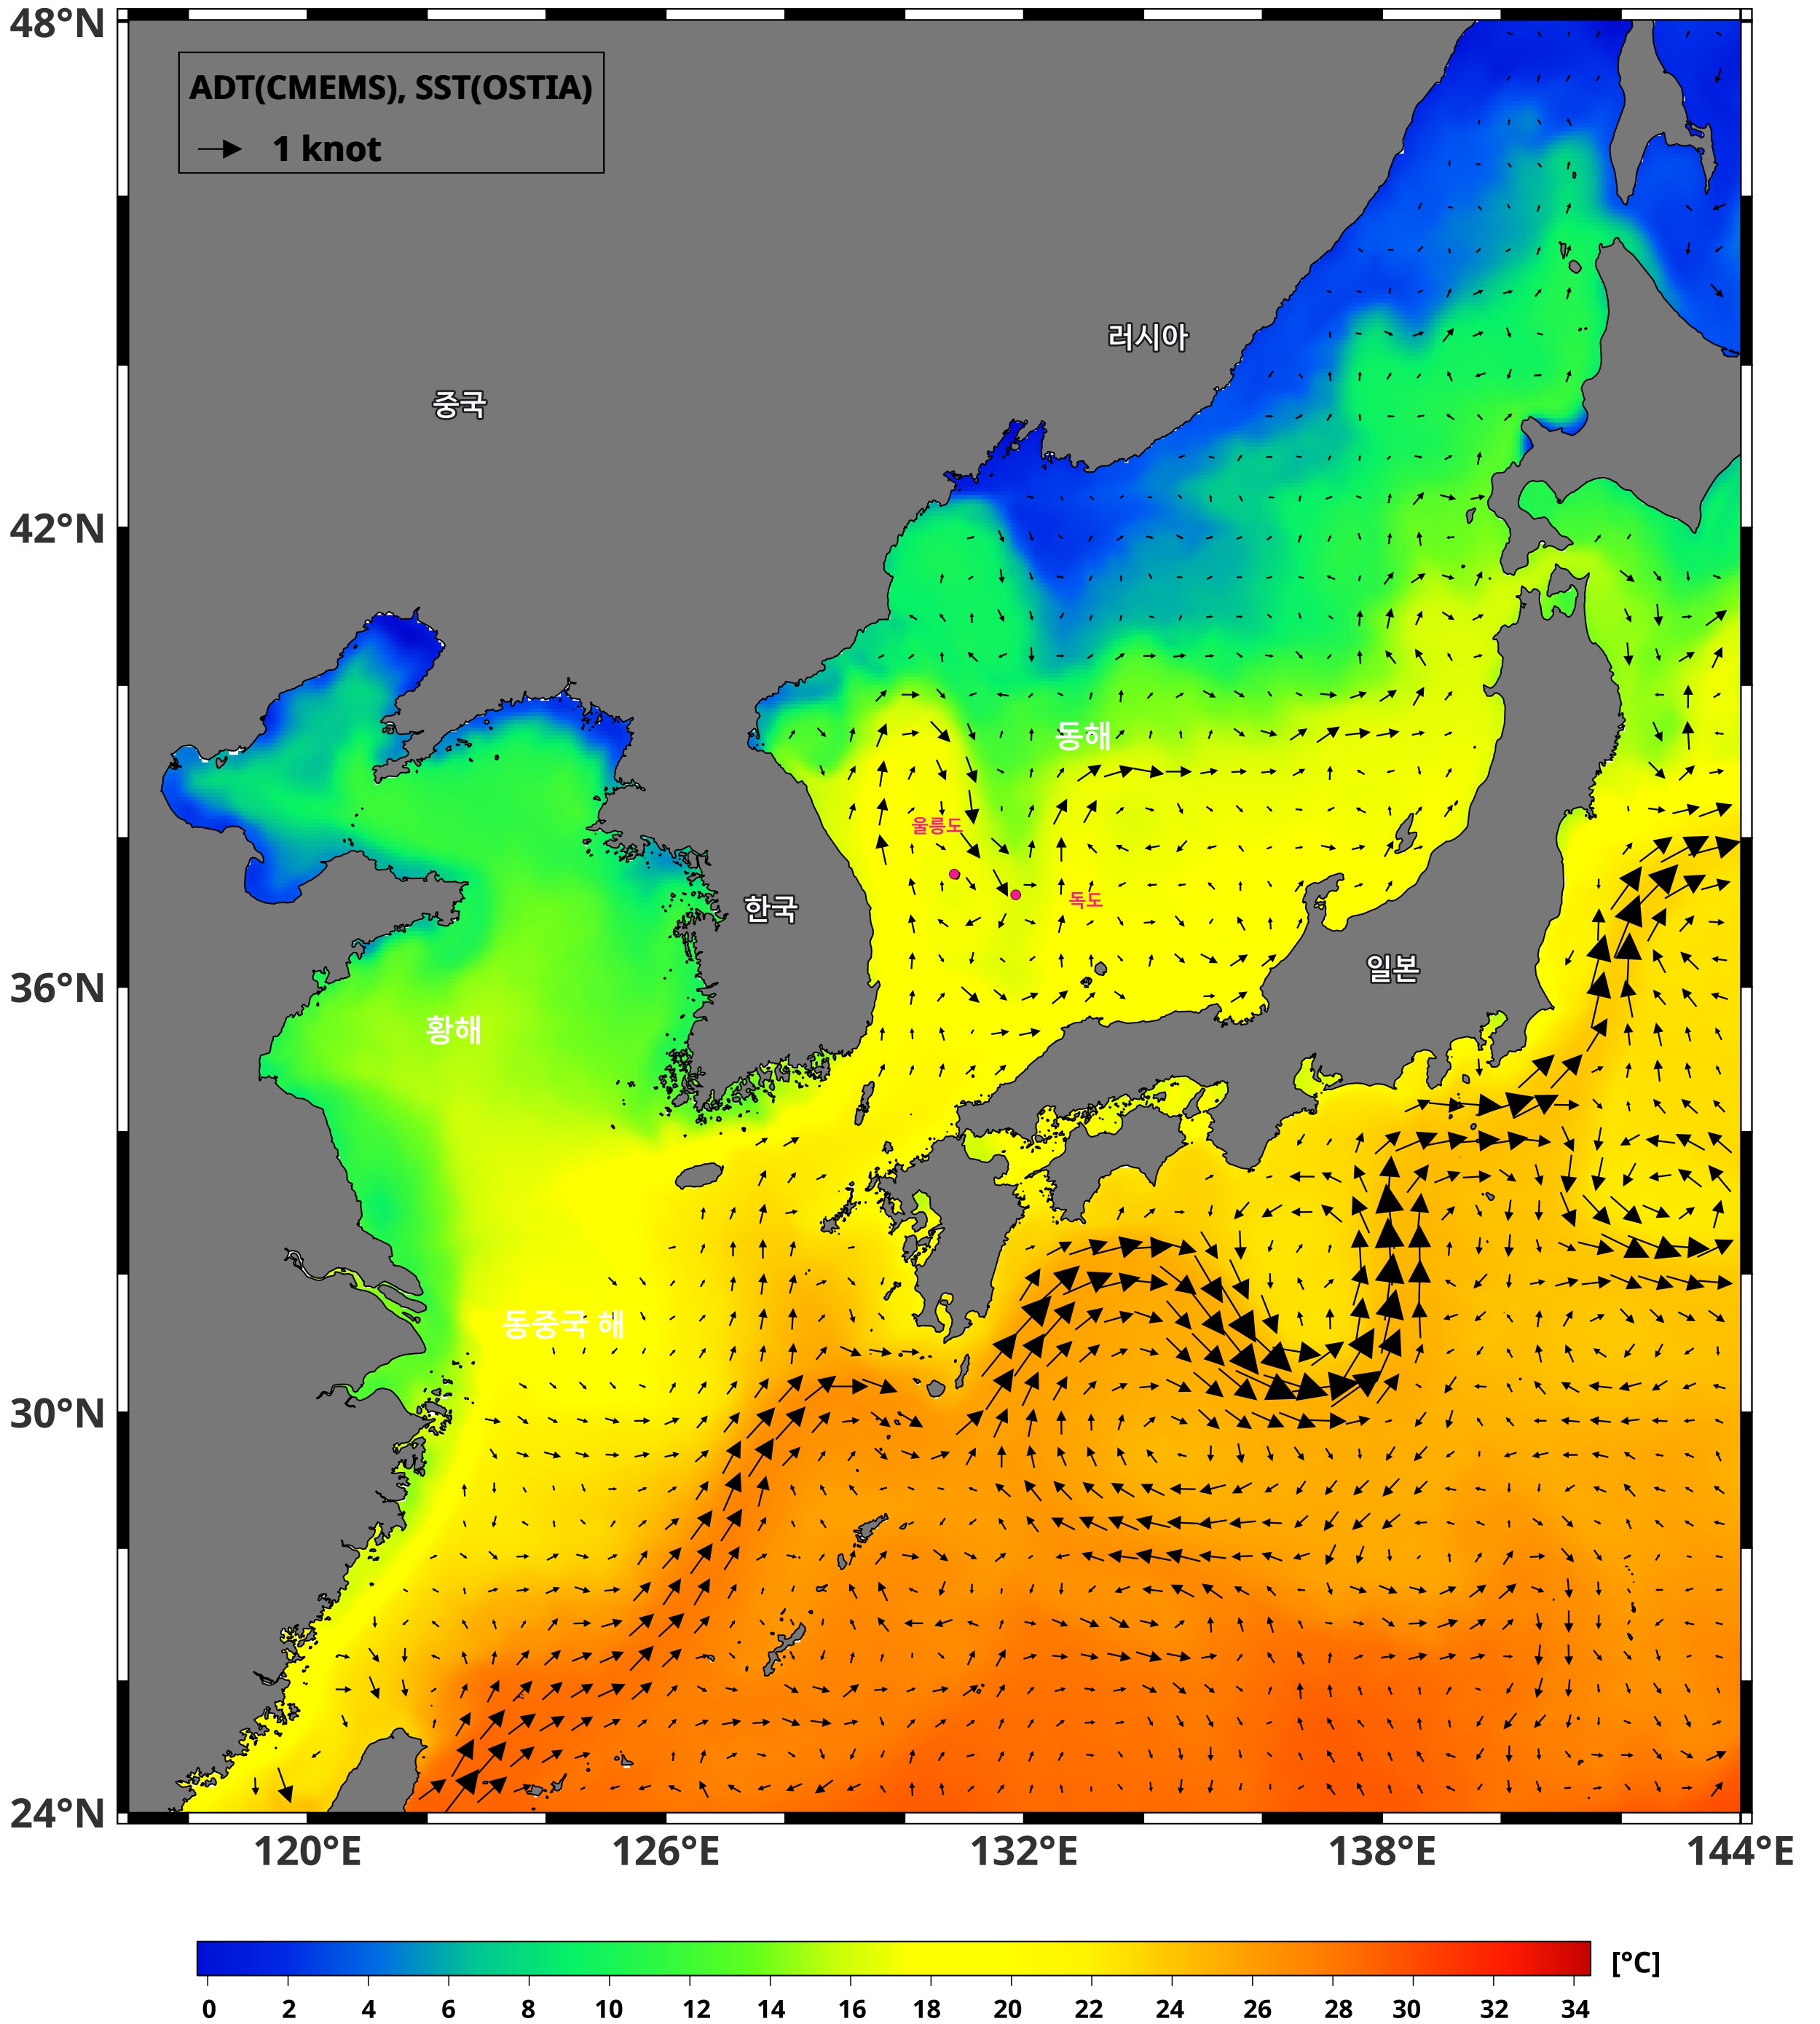 48°N
ADT(CMEMS), SST(OSTIA)
1 knot
러시아
중국
42°N
동해
울릉도
독도
한국
일본
36°N
황해
동중국 해
30°N
24°N
120°E 126°E 132°E 138°E 144°E
[°C]
0 2 4 6 8 10 12 14 16 18 20 22 24 26 28 30 32 34